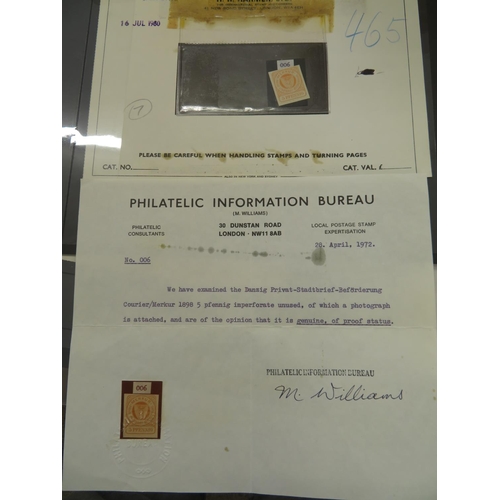 18 JUL 1980
465
006
7
PLEASE BE CAREFUL WHEN HANDLING STAMPS AND TURNING PAGES
CAT. NO.
CAT. VAL. £
PHILATELIC INFORMATION BUREAU
(M. WILLIAMS)
PHILATELIC CONSULTANTS
30 DUNSTAN ROAD
LONDON - NW11 8AB
LOCAL POSTAGE STAMP EXPERTISATION
20. April, 1972.
No. 006
We have examined the Danzig Privat-Stadtbrief-Beförderung
Courier/Merkur 1898 5 pfennig imperforate unused, of which a photograph
is attached, and are of the opinion that it is genuine, of proof status.
PHILATELIC INFORMATION BUREAU
M. Williams
006